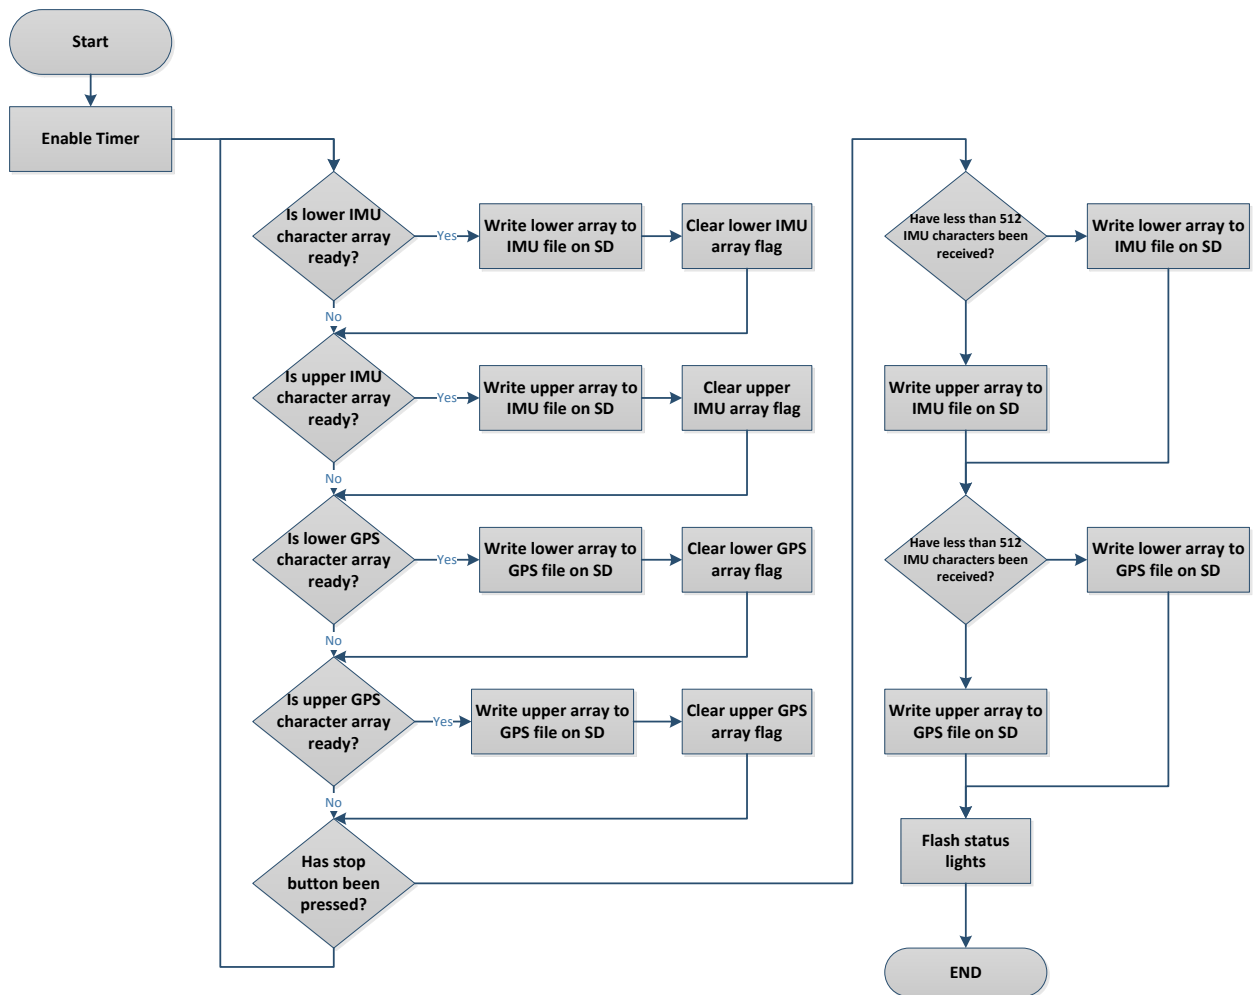 Start
Enable Timer
Is lower IMU
character array
ready?
Yes
Write lower array to
IMU file on SD
Clear lower IMU
array flag
No
Is upper IMU
character array
ready?
Yes
Write upper array to
IMU file on SD
Clear upper
IMU array flag
No
Is lower GPS
character array
ready?
Yes
Write lower array to
GPS file on SD
Clear lower GPS
array flag
No
Is upper GPS
character array
ready?
Yes
Write upper array to
GPS file on SD
Clear upper GPS
array flag
No
Has stop
button been
pressed?
Have less than 512
IMU characters been
received?
Write lower array to
IMU file on SD
Write upper array to
IMU file on SD
Have less than 512
IMU characters been
received?
Write lower array to
GPS file on SD
Write upper array to
GPS file on SD
Flash status
lights
END